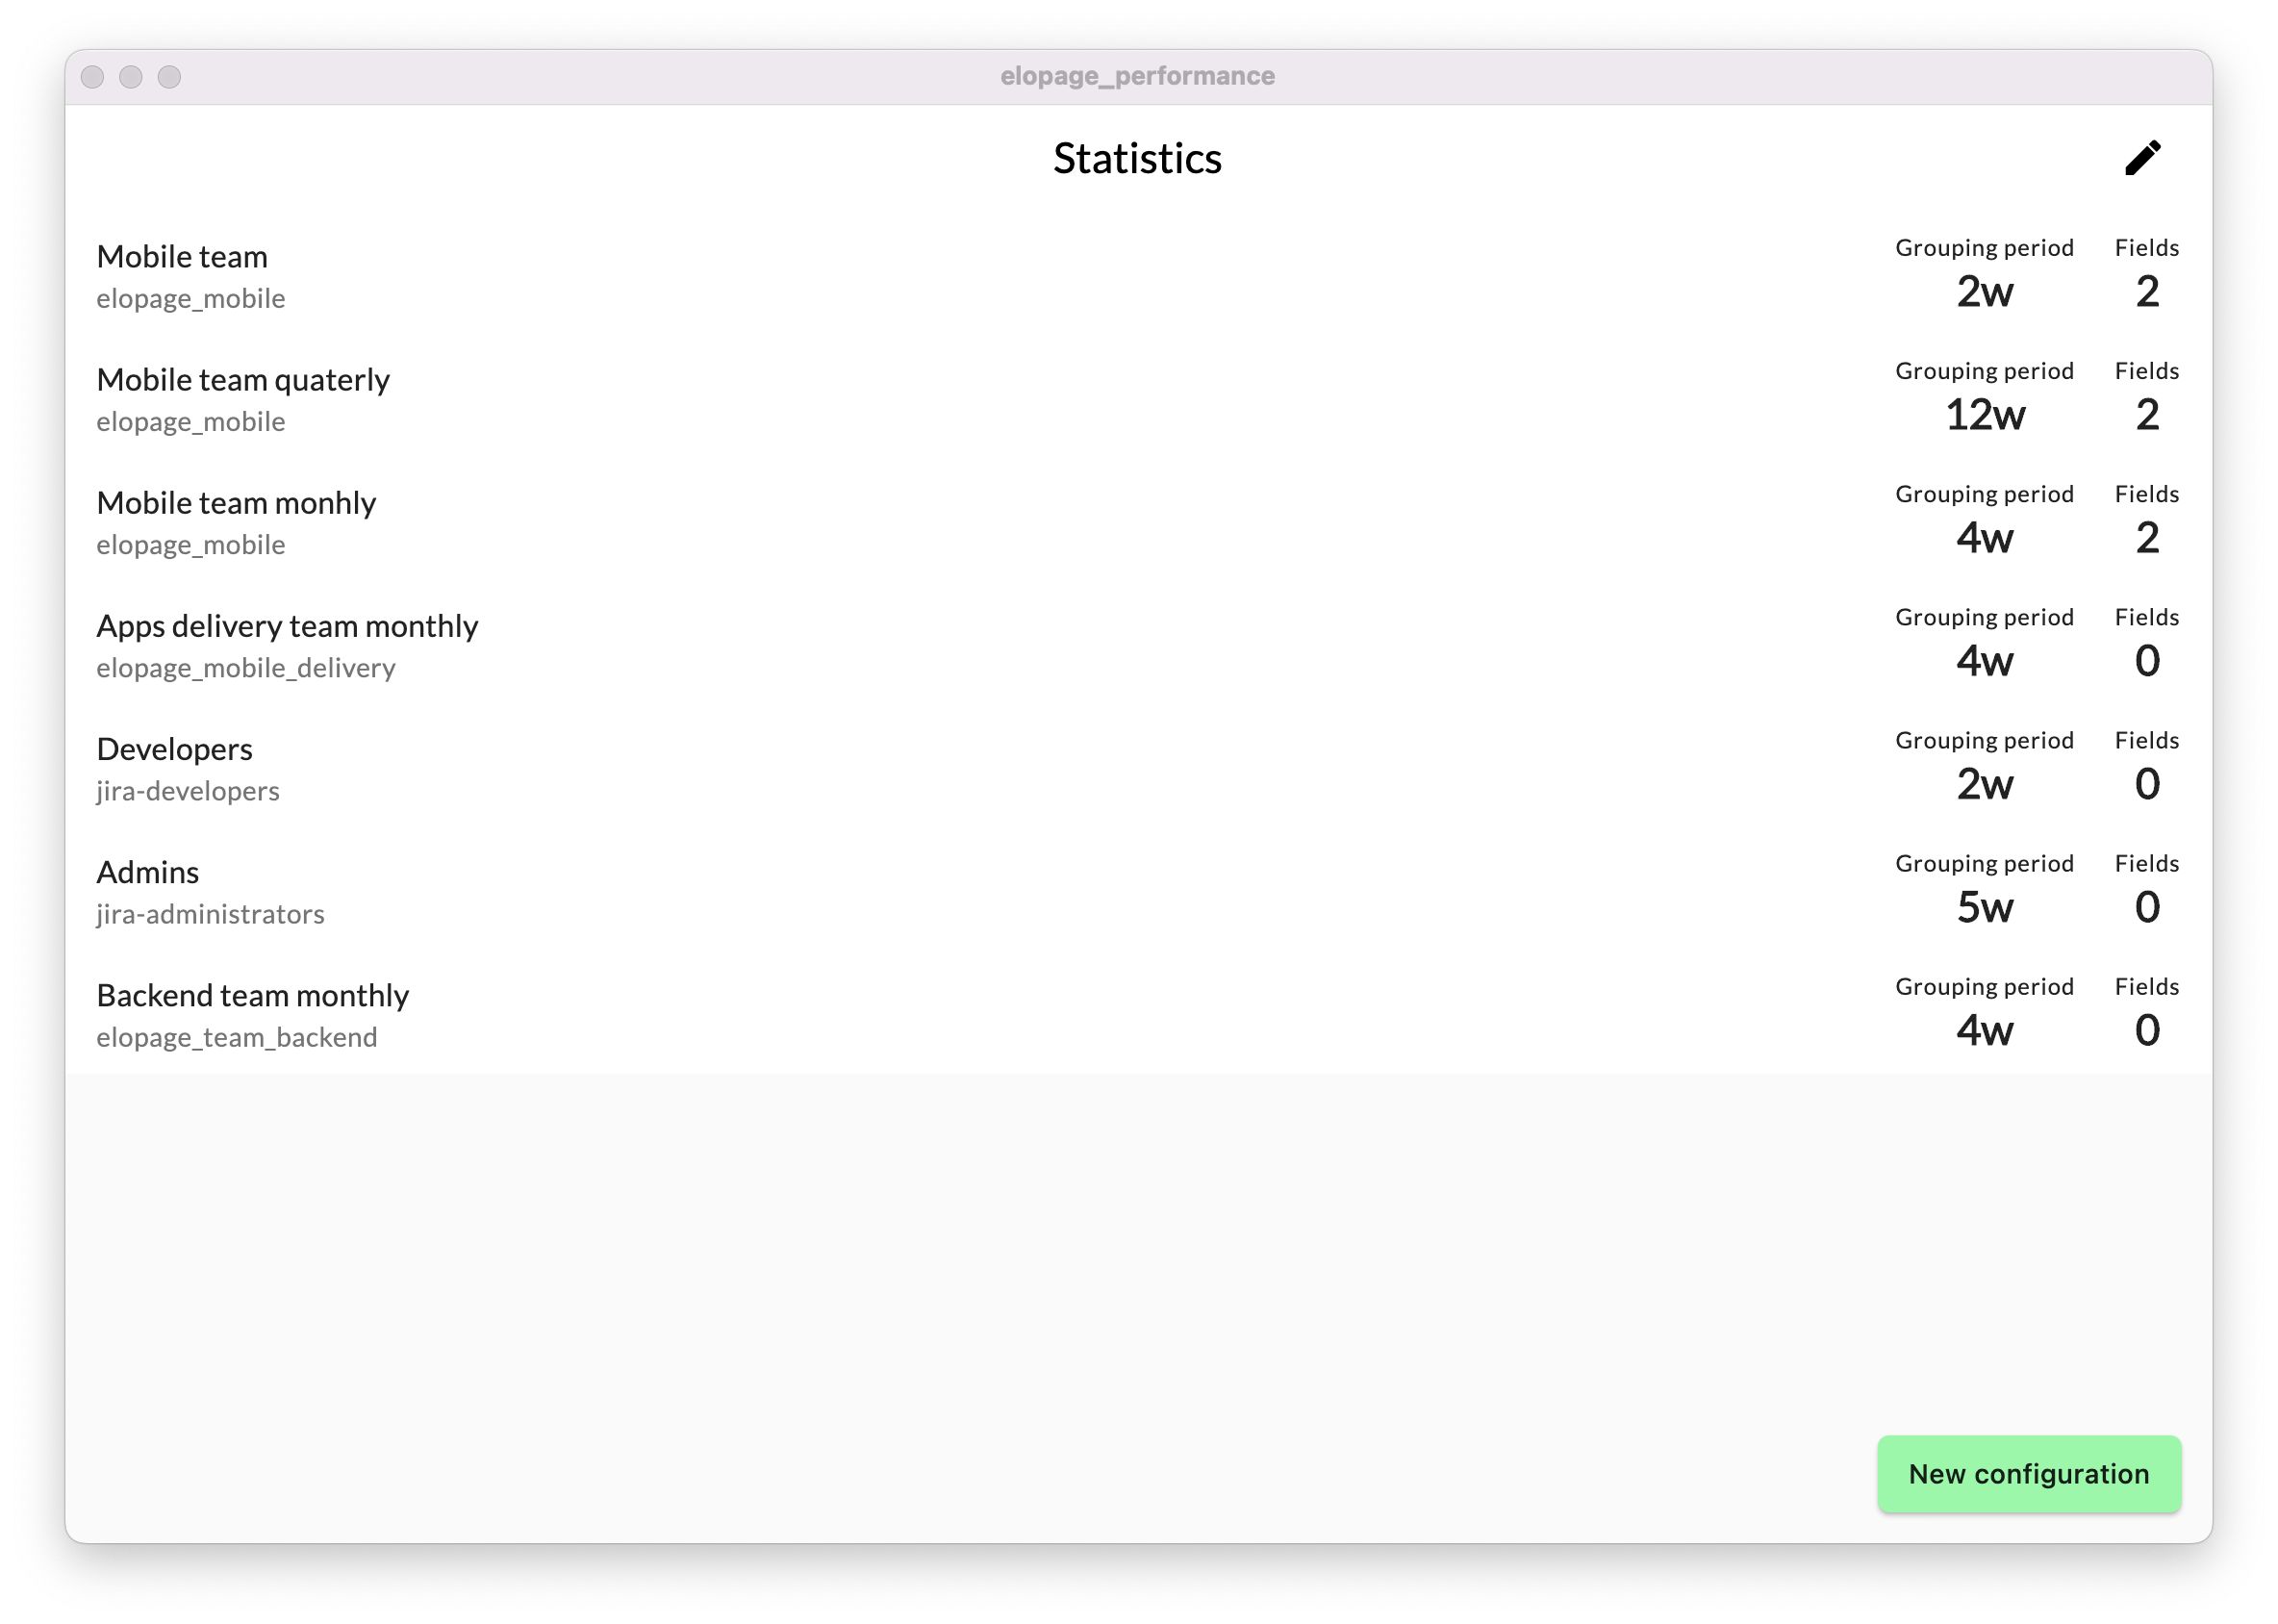 elopage_performance
Statistics
Mobile team
elopage_mobile
Grouping period
2w
Fields
2
Mobile team quaterly
elopage_mobile
Grouping period
12w
Fields
2
Mobile team monhly
elopage_mobile
Grouping period
4w
Fields
2
Apps delivery team monthly
elopage_mobile_delivery
Grouping period
4w
Fields
0
Developers
jira-developers
Grouping period
2w
Fields
0
Admins
jira-administrators
Grouping period
5w
Fields
0
Backend team monthly
elopage_team_backend
Grouping period
4w
Fields
0
New configuration